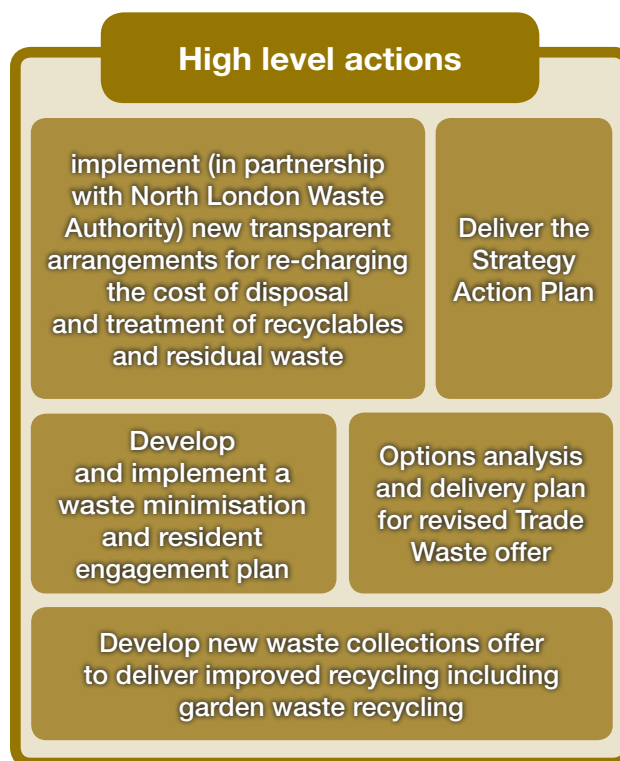 High level actions
implement (in partnership
with North London Waste
Authority) new transparent
arrangements for re-charging
the cost of disposal
and treatment of recyclables
and residual waste
Deliver the
Strategy
Action Plan
Develop
and implement a
waste minimisation
and resident
engagement plan
Options analysis
and delivery plan
for revised Trade
Waste offer
Develop new waste collections offer
to deliver improved recycling including
garden waste recycling